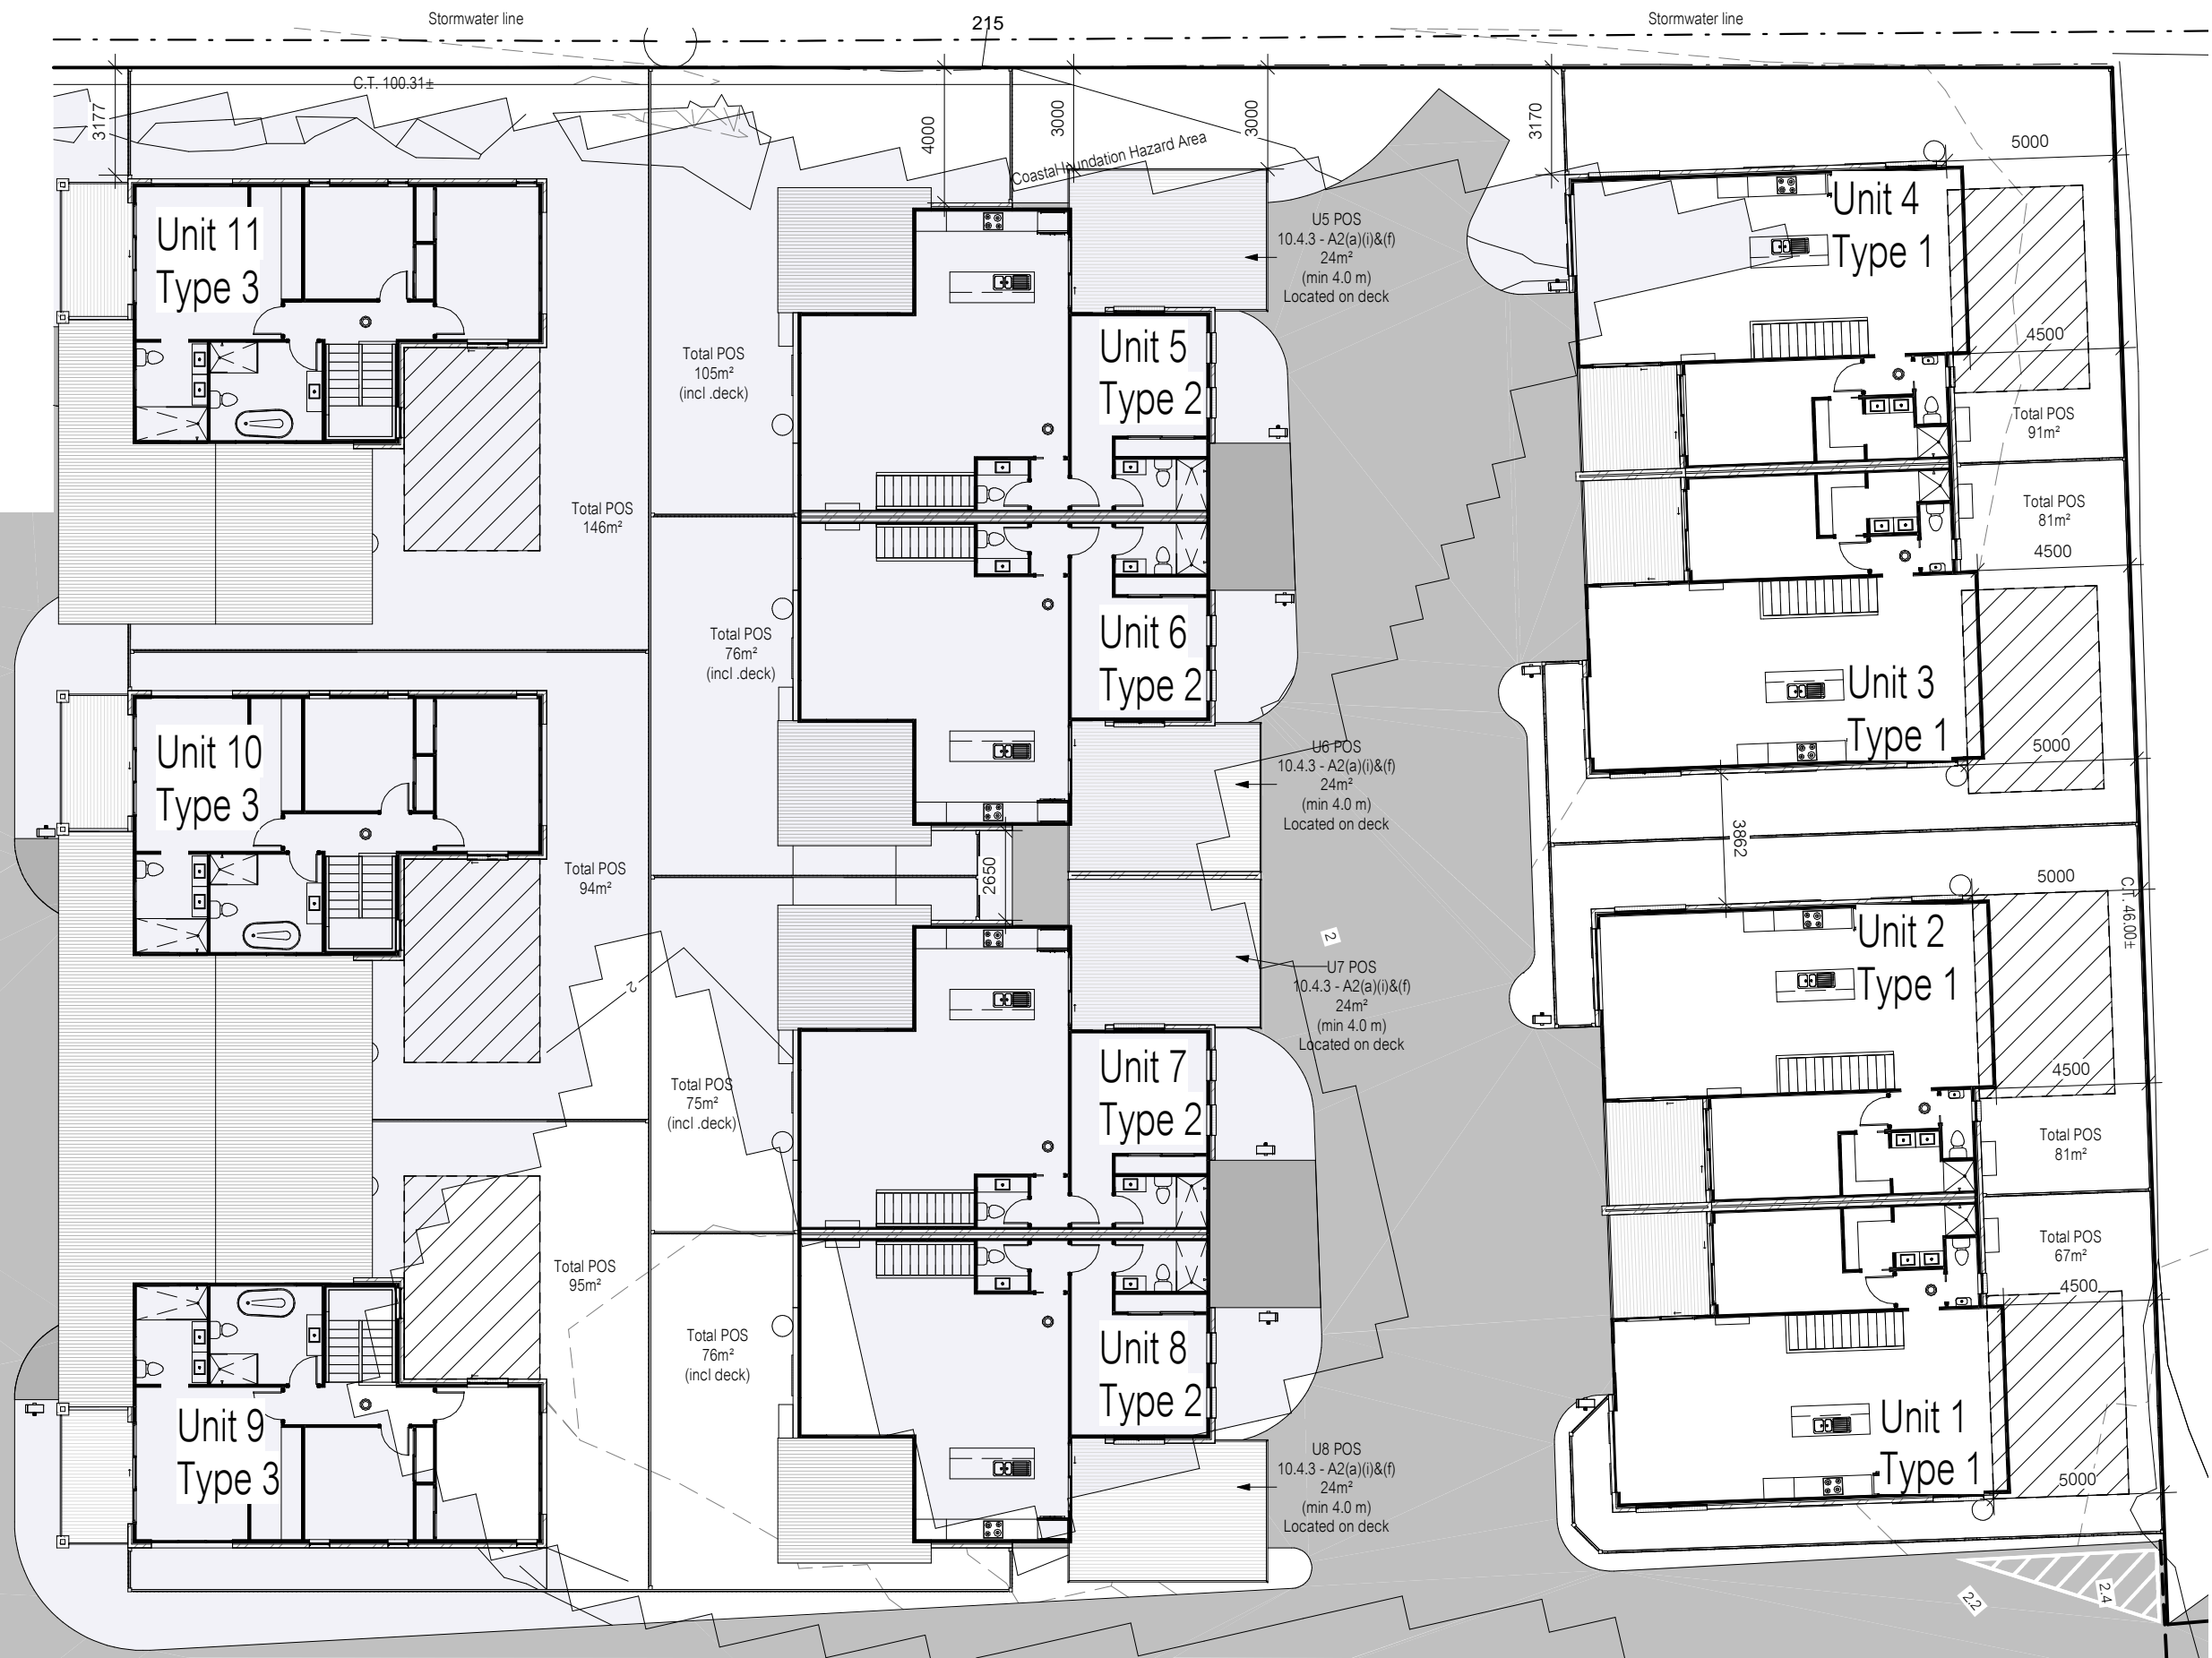 Stormwater line
215
Stormwater line
C.T. 100.31±
3177
4000
3000
3000
3170
Coastal Inundation Hazard Area
5000
Unit 11
Type 3
U5 POS
10.4.3 - A2(a)(i)&(f)
24m²
(min 4.0 m)
Located on deck
Unit 4
Type 1
4500
Total POS
105m²
(incl .deck)
Unit 5
Type 2
Total POS
91m²
Total POS
146m²
Total POS
81m²
4500
Total POS
76m²
(incl .deck)
Unit 6
Type 2
Unit 3
Type 1
5000
Unit 10
Type 3
U6 POS
10.4.3 - A2(a)(i)&(f)
24m²
(min 4.0 m)
Located on deck
3862
Total POS
94m²
2650
5000
C.T. 46.00±
2
Unit 2
Type 1
2
U7 POS
10.4.3 - A2(a)(i)&(f)
24m²
(min 4.0 m)
Located on deck
Total POS
75m²
(incl .deck)
Unit 7
Type 2
4500
Total POS
81m²
Total POS
95m²
Total POS
67m²
4500
Total POS
76m²
(incl deck)
Unit 8
Type 2
Unit 9
Type 3
Unit 1
Type 1
5000
U8 POS
10.4.3 - A2(a)(i)&(f)
24m²
(min 4.0 m)
Located on deck
2.2
2.4